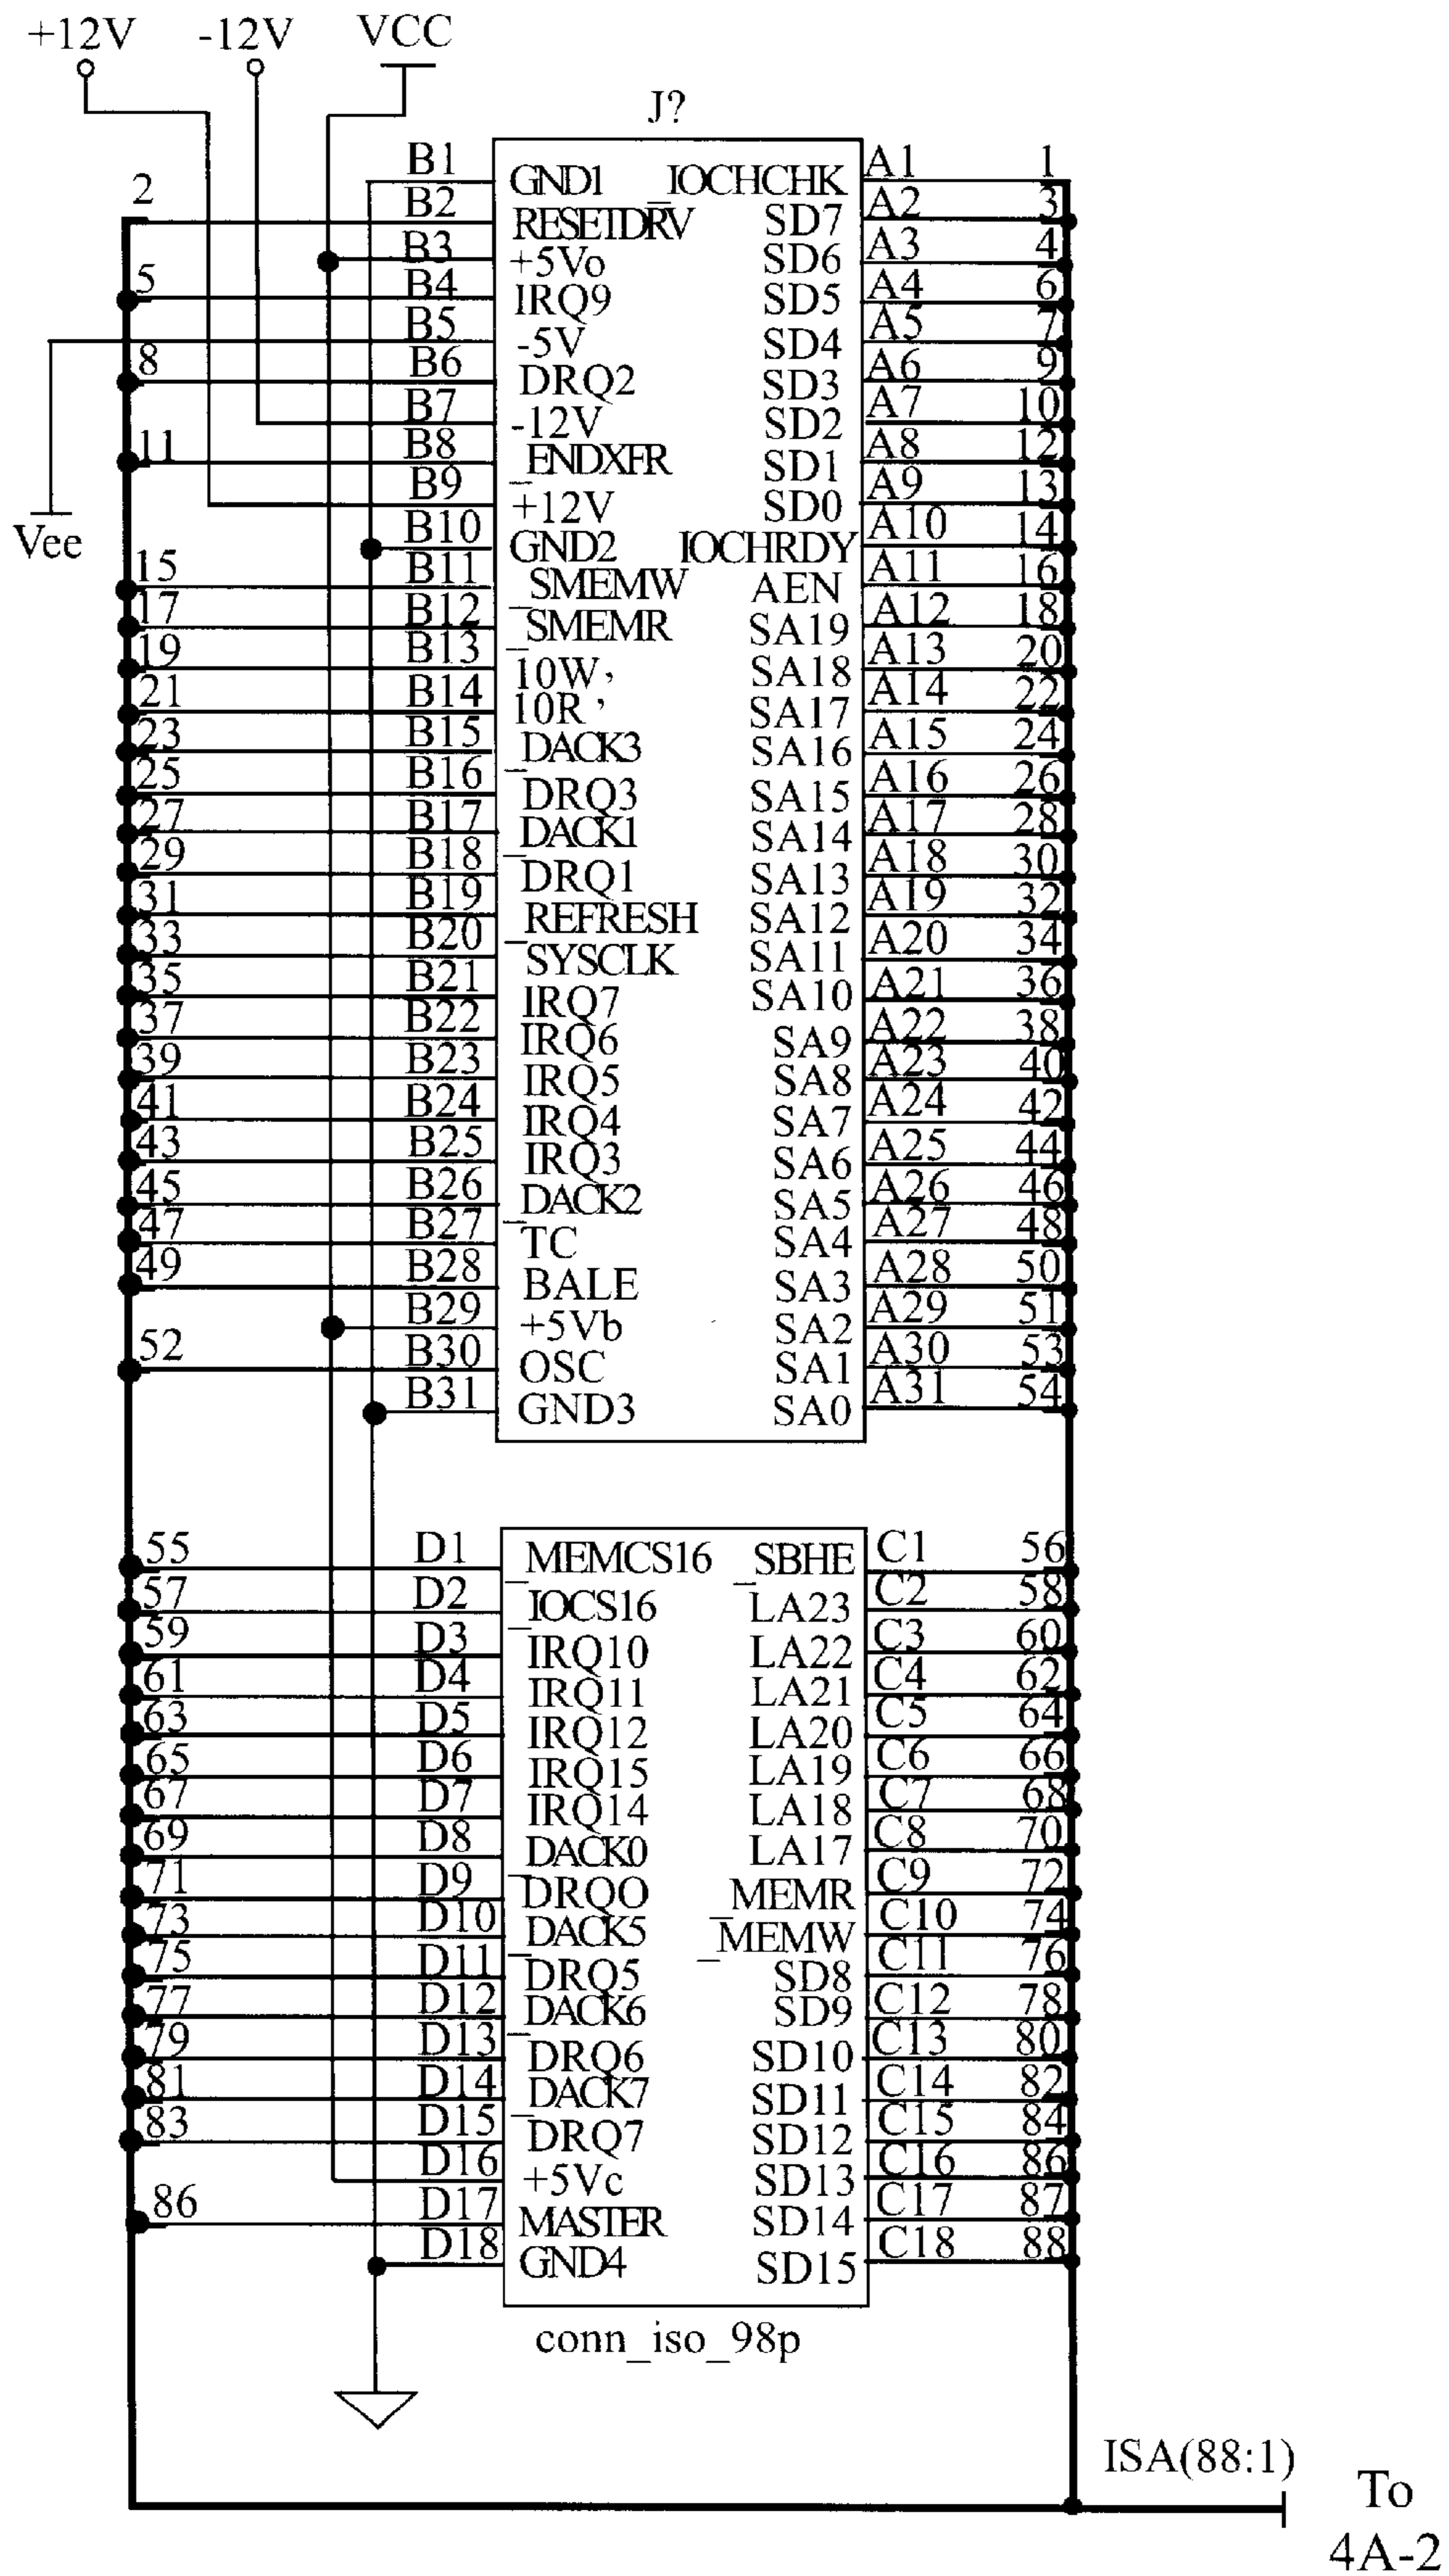 +12V -12V VCC
J?
B1 GND1 _IOCHCHK A1 1
2 B2 RESETDRV SD7 A2 3
B3 +5Vo SD6 A3 4
5 B4 IRQ9 SD5 A4 6
B5 -5V SD4 A5 7
8 B6 DRQ2 SD3 A6 9
B7 -12V SD2 A7 10
11 B8 ENDXFR SD1 A8 12
B9 +12V SD0 A9 13
Vee
B10 GND2 IOCHRDY A10 14
15 B11 SMEMW AEN A11 16
17 B12 SMEMR SA19 A12 18
19 B13 10W, SA18 A13 20
21 B14 10R ' SA17 A14 22
23 B15 DACK3 SA16 A15 24
25 B16 DRQ3 SA15 A16 26
27 B17 DACK1 SA14 A17 28
29 B18 DRQ1 SA13 A18 30
31 B19 REFRESH SA12 A19 32
33 B20 SYSCLK SA11 A20 34
35 B21 IRQ7 SA10 A21 36
37 B22 IRQ6 SA9 A22 38
39 B23 IRQ5 SA8 A23 40
41 B24 IRQ4 SA7 A24 42
43 B25 IRQ3 SA6 A25 44
45 B26 DACK2 SA5 A26 46
47 B27 TC SA4 A27 48
49 B28 BALE SA3 A28 50
B29 +5Vb SA2 A29 51
52 B30 OSC SA1 A30 53
B31 GND3 SA0 A31 54
55 D1 MEMCS16 SBHE C1 56
57 D2 IOCS16 LA23 C2 58
59 D3 IRQ10 LA22 C3 60
61 D4 IRQ11 LA21 C4 62
63 D5 IRQ12 LA20 C5 64
65 D6 IRQ15 LA19 C6 66
67 D7 IRQ14 LA18 C7 68
69 D8 DACK0 LA17 C8 70
71 D9 DRQO MEMR C9 72
73 D10 DACK5 MEMW C10 74
75 D11 DRQ5 SD8 C11 76
77 D12 DACK6 SD9 C12 78
79 D13 DRQ6 SD10 C13 80
81 D14 DACK7 SD11 C14 82
83 D15 DRQ7 SD12 C15 84
D16 +5Vc SD13 C16 86
86 D17 MASTER SD14 C17 87
D18 GND4 SD15 C18 88
conn_iso_98p
ISA(88:1)
To
4A-2